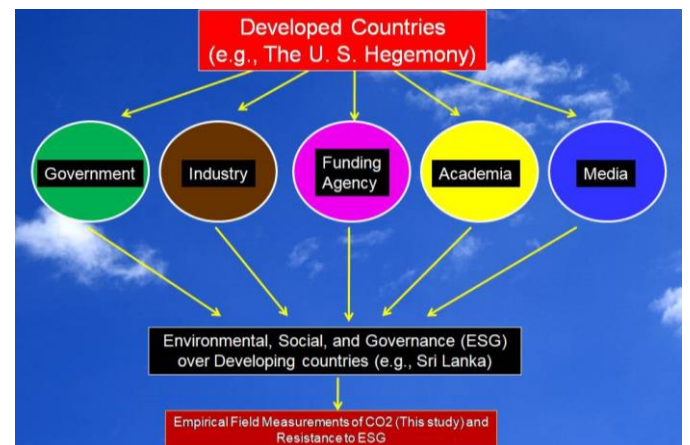 Developed Countries
(e.g., The U. S. Hegemony)
Government
Industry
Funding
Agency
Academia
Media
Environmental, Social, and Governance (ESG)
over Developing countries (e.g., Sri Lanka)
Empirical Field Measurements of CO2 (This study) and
Resistance to ESG